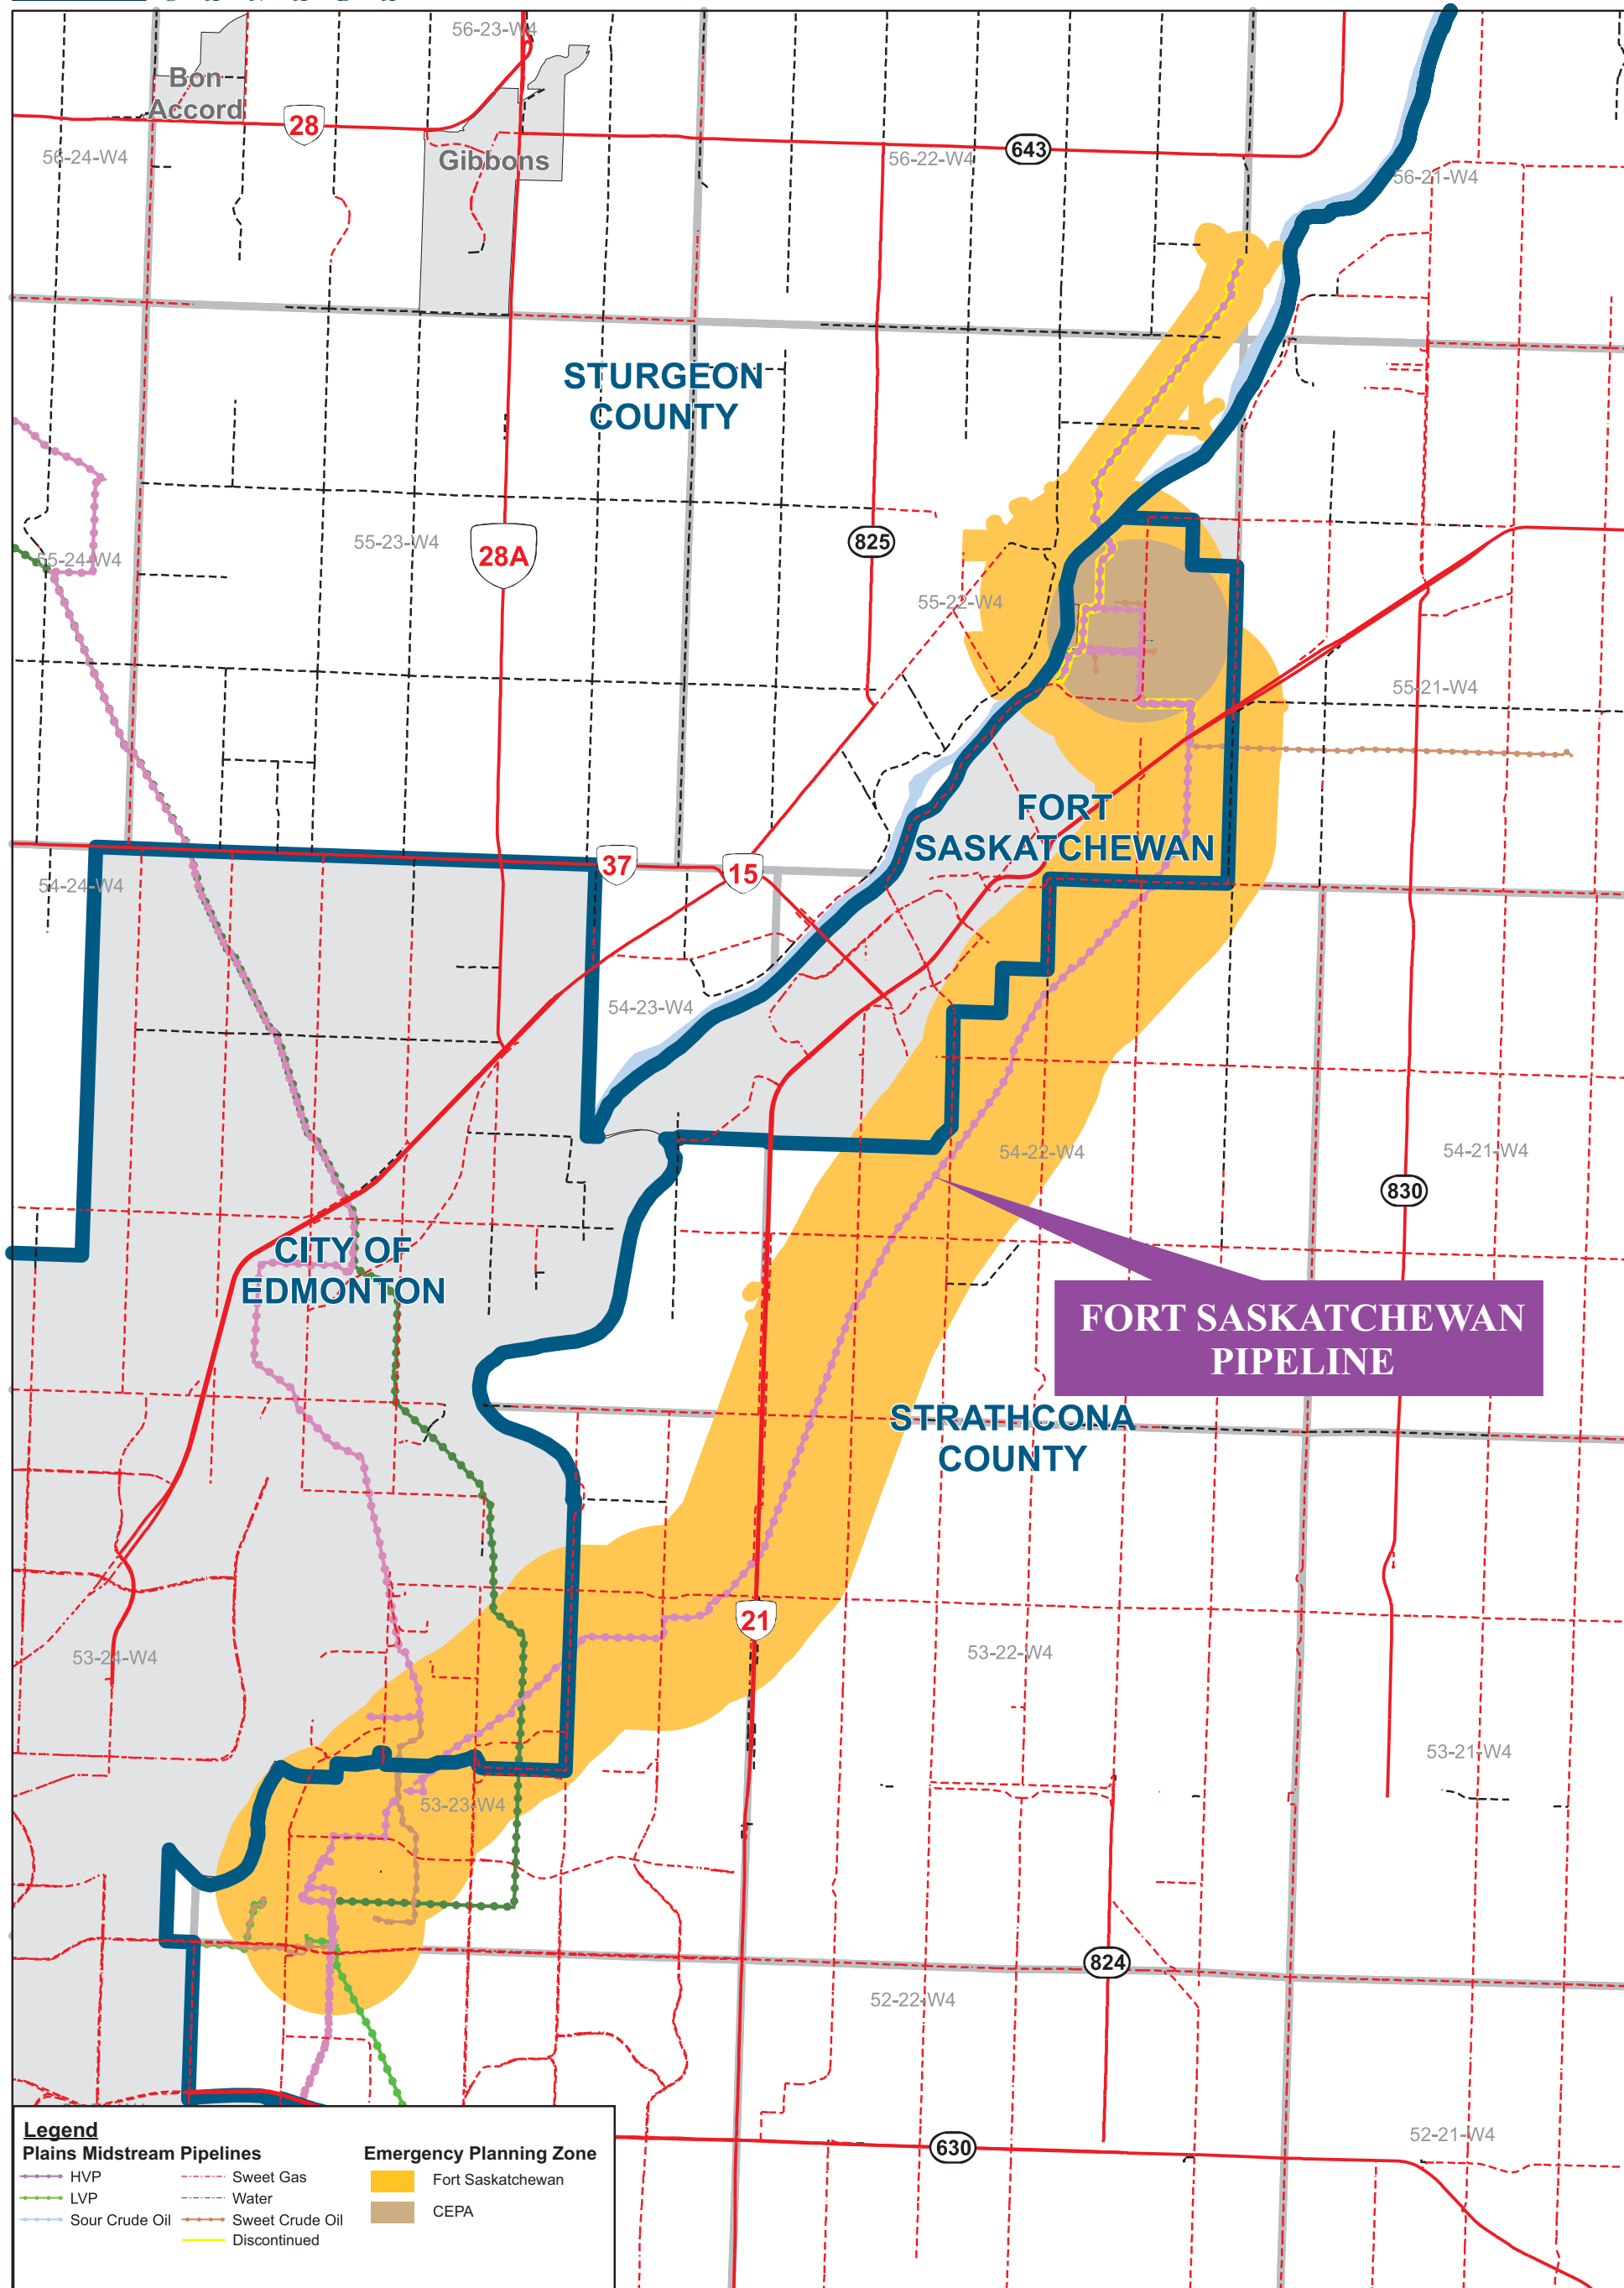 56-23-W4
Bon
Accord
28
Gibbons
643
56-24-W4
56-22-W4
56-21-W4
STURGEON
COUNTY
55-24-W4
55-23-W4
28A
825
55-22-W4
55-21-W4
FORT
SASKATCHEWAN
37
15
54-24-W4
54-23-W4
54-22-W4
54-21-W4
830
CITY OF
EDMONTON
FORT SASKATCHEWAN
PIPELINE
STRATHCONA
COUNTY
21
53-24-W4
53-22-W4
53-21-W4
53-23-W4
824
52-22-W4
630
52-21-W4
Legend
Plains Midstream Pipelines
HVP
LVP
Sour Crude Oil
Sweet Gas
Water
Sweet Crude Oil
Discontinued
Emergency Planning Zone
Fort Saskatchewan
CEPA